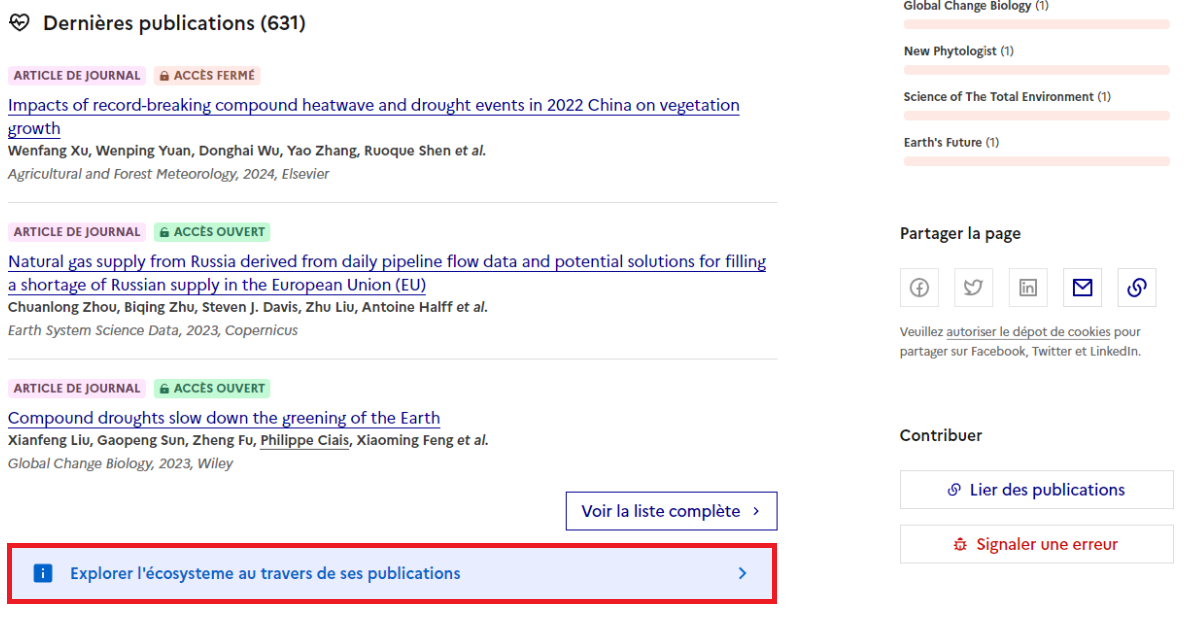 Dernières publications (631)
ARTICLE DE JOURNAL ACCÈS FERMÉ
Impacts of record-breaking compound heatwave and drought events in 2022 China on vegetation
growth
Wenfang Xu, Wenping Yuan, Donghai Wu, Yao Zhang, Ruoque Shen et al.
Agricultural and Forest Meteorology, 2024, Elsevier
ARTICLE DE JOURNAL ACCÈS OUVERT
Natural gas supply from Russia derived from daily pipeline flow data and potential solutions for filling
a shortage of Russian supply in the European Union (EU)
Chuanlong Zhou, Biqing Zhu, Steven J. Davis, Zhu Liu, Antoine Halff et al.
Earth System Science Data, 2023, Copernicus
ARTICLE DE JOURNAL ACCÈS OUVERT
Compound droughts slow down the greening of the Earth
Xianfeng Liu, Gaopeng Sun, Zheng Fu, Philippe Ciais, Xiaoming Feng et al.
Global Change Biology, 2023, Wiley
Voir la liste complète
Explorer l'écosysteme au travers de ses publications
Global Change Biology (1)
New Phytologist (1)
Science of The Total Environment (1)
Earth's Future (1)
Partager la page
Veuillez autoriser le dépot de cookies pour
partager sur Facebook, Twitter et LinkedIn.
Contribuer
Lier des publications
Signaler une erreur